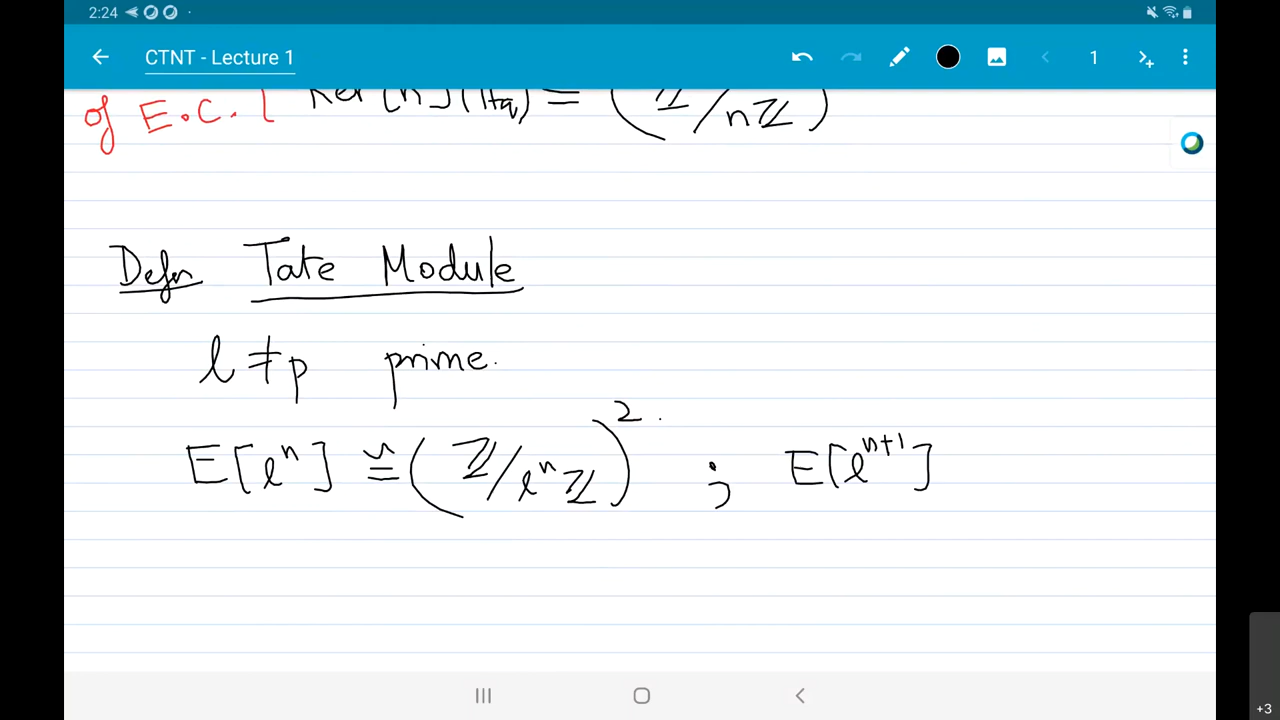 2:24
CTNT - Lecture 1
1
of E.C. Ker [n] (F̄q) = (ℤ/nℤ)
Defn Tate Module
l ≠ p prime.
E[lⁿ] ≅ (ℤ/lⁿℤ)² ; E[lⁿ⁺¹]
+3